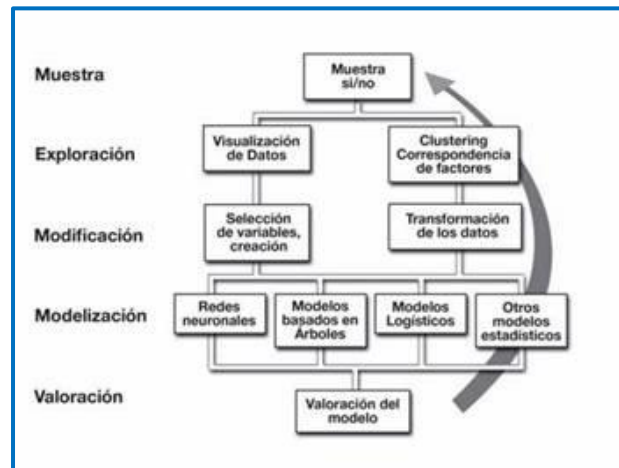 Muestra
Muestra
si/no
Exploración
Visualización
de Datos
Clustering
Correspondencia
de factores
Modificación
Selección
de variables,
creación
Transformación
de los datos
Modelización
Redes
neuronales
Modelos
basados en
Árboles
Modelos
Logísticos
Otros
modelos
estadísticos
Valoración
Valoración del
modelo